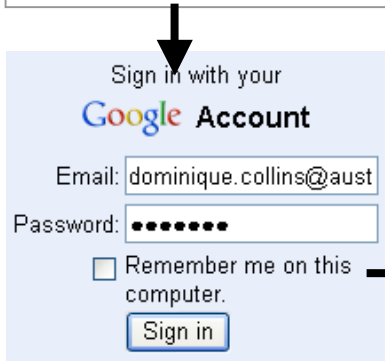 Sign in with your
Google Account
Email: dominique.collins@aust
Password: ●●●●●●●
Remember me on this
computer.
Sign in